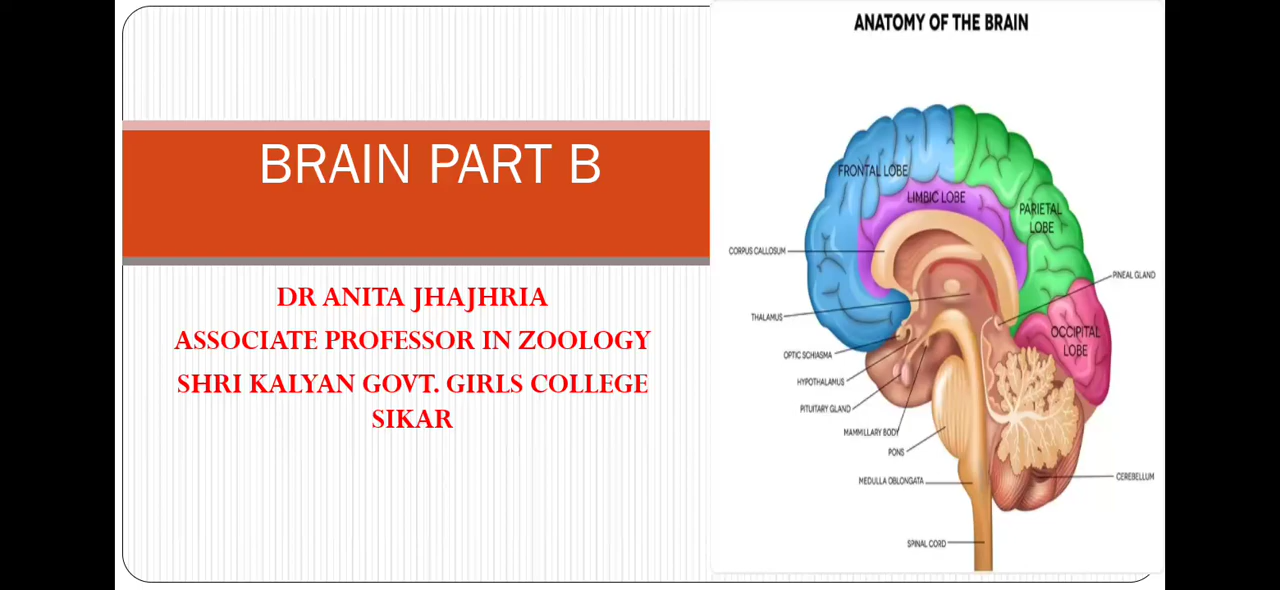 BRAIN PART B
DR ANITA JHAJHRIA
ASSOCIATE PROFESSOR IN ZOOLOGY
SHRI KALYAN GOVT. GIRLS COLLEGE
SIKAR
ANATOMY OF THE BRAIN
FRONTAL LOBE
LIMBIC LOBE
PARIETAL
LOBE
CORPUS CALLOSUM
PINEAL GLAND
THALAMUS
OCCIPITAL
LOBE
OPTIC SCHIASMA
HYPOTHALAMUS
PITUITARY GLAND
MAMMILLARY BODY
PONS
MEDULLA OBLONGATA
CEREBELLUM
SPINAL CORD